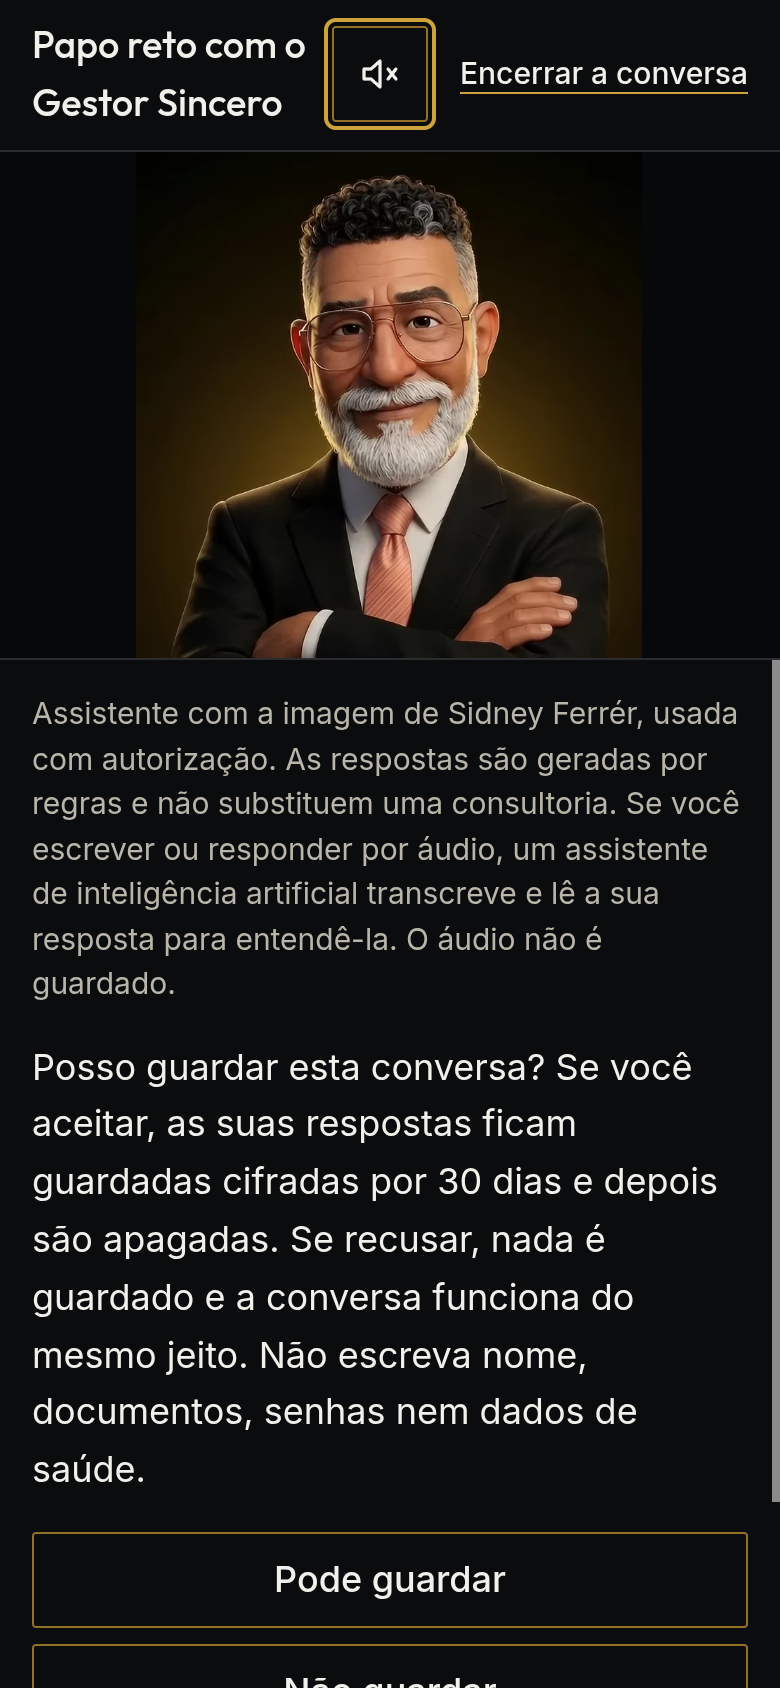 Papo reto com o
Gestor Sincero
Encerrar a conversa
Assistente com a imagem de Sidney Ferrér, usada
com autorização. As respostas são geradas por
regras e não substituem uma consultoria. Se você
escrever ou responder por áudio, um assistente
de inteligência artificial transcreve e lê a sua
resposta para entendê-la. O áudio não é
guardado.
Posso guardar esta conversa? Se você
aceitar, as suas respostas ficam
guardadas cifradas por 30 dias e depois
são apagadas. Se recusar, nada é
guardado e a conversa funciona do
mesmo jeito. Não escreva nome,
documentos, senhas nem dados de
saúde.
Pode guardar
Não guardar